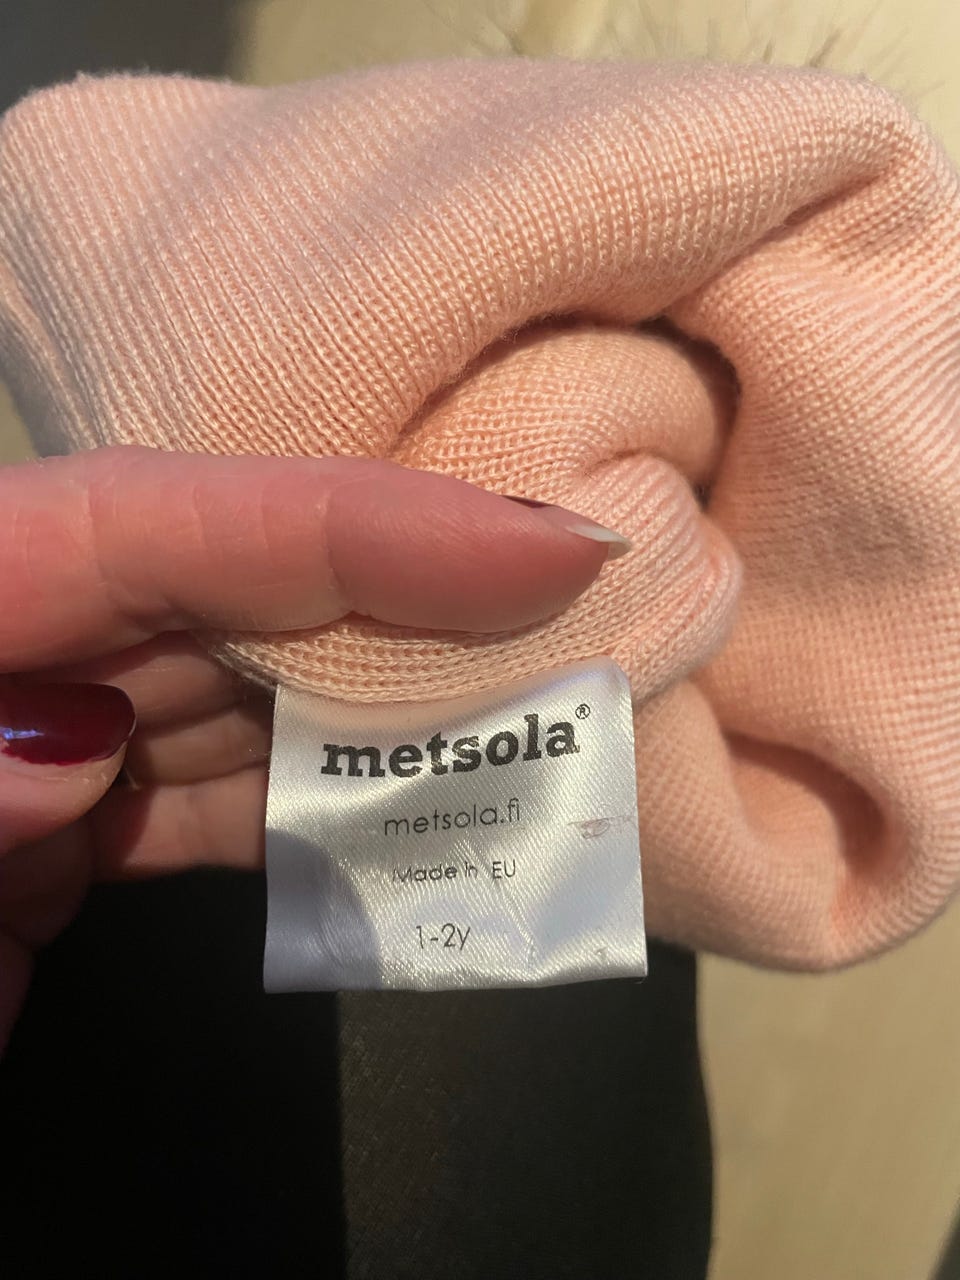 metsola®
metsola.fi
Made in EU
1-2y